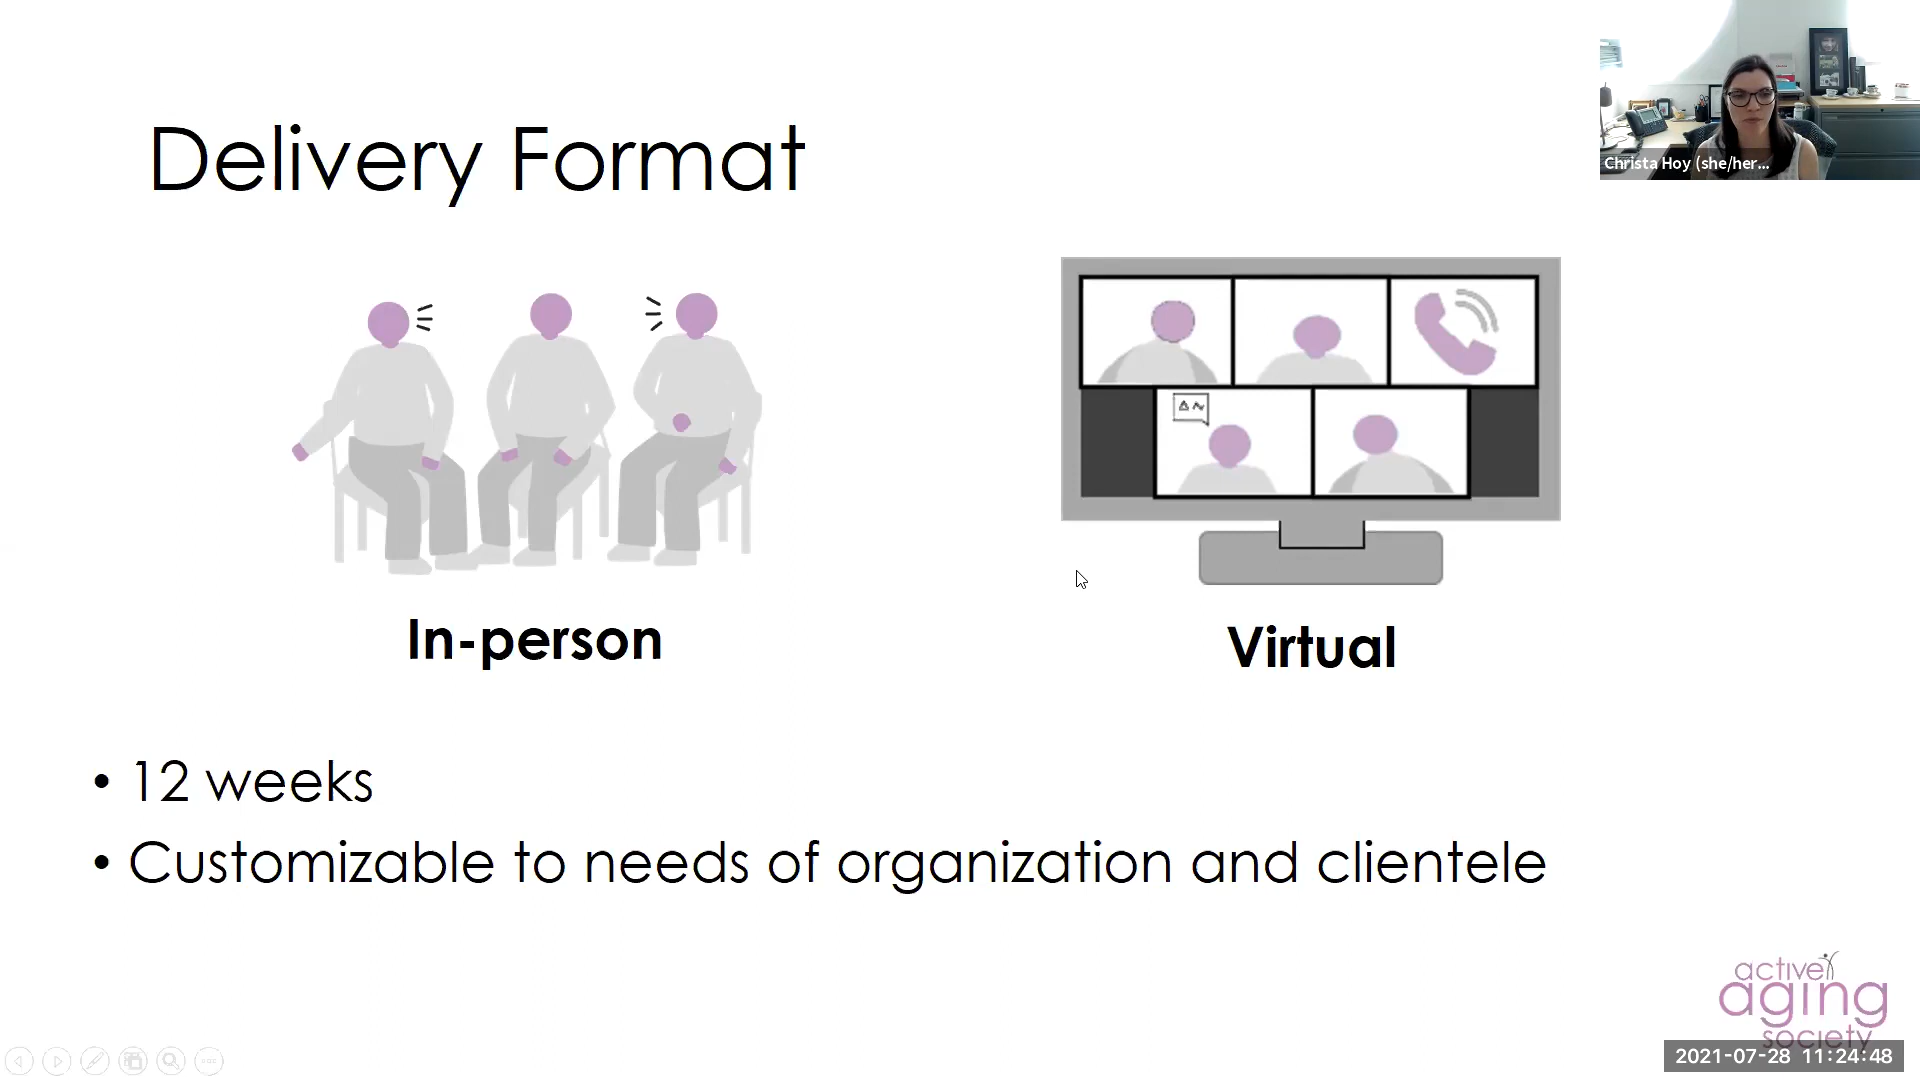 Delivery Format
Christa Hoy (she/her...
In-person
Virtual
• 12 weeks
• Customizable to needs of organization and clientele
active
aging
society
2021-07-28 11:24:48